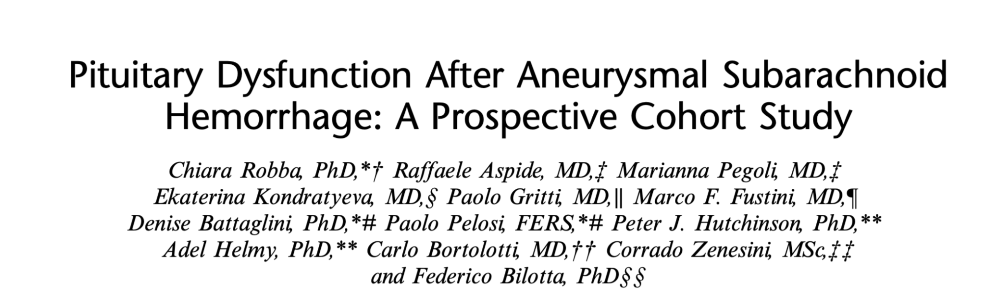 Pituitary Dysfunction After Aneurysmal Subarachnoid
Hemorrhage: A Prospective Cohort Study
Chiara Robba, PhD,*† Raffaele Aspide, MD,‡ Marianna Pegoli, MD,‡
Ekaterina Kondratyeva, MD,§ Paolo Gritti, MD,∥ Marco F. Fustini, MD,¶
Denise Battaglini, PhD,*# Paolo Pelosi, FERS,*# Peter J. Hutchinson, PhD,**
Adel Helmy, PhD,** Carlo Bortolotti, MD,†† Corrado Zenesini, MSc,‡‡
and Federico Bilotta, PhD§§